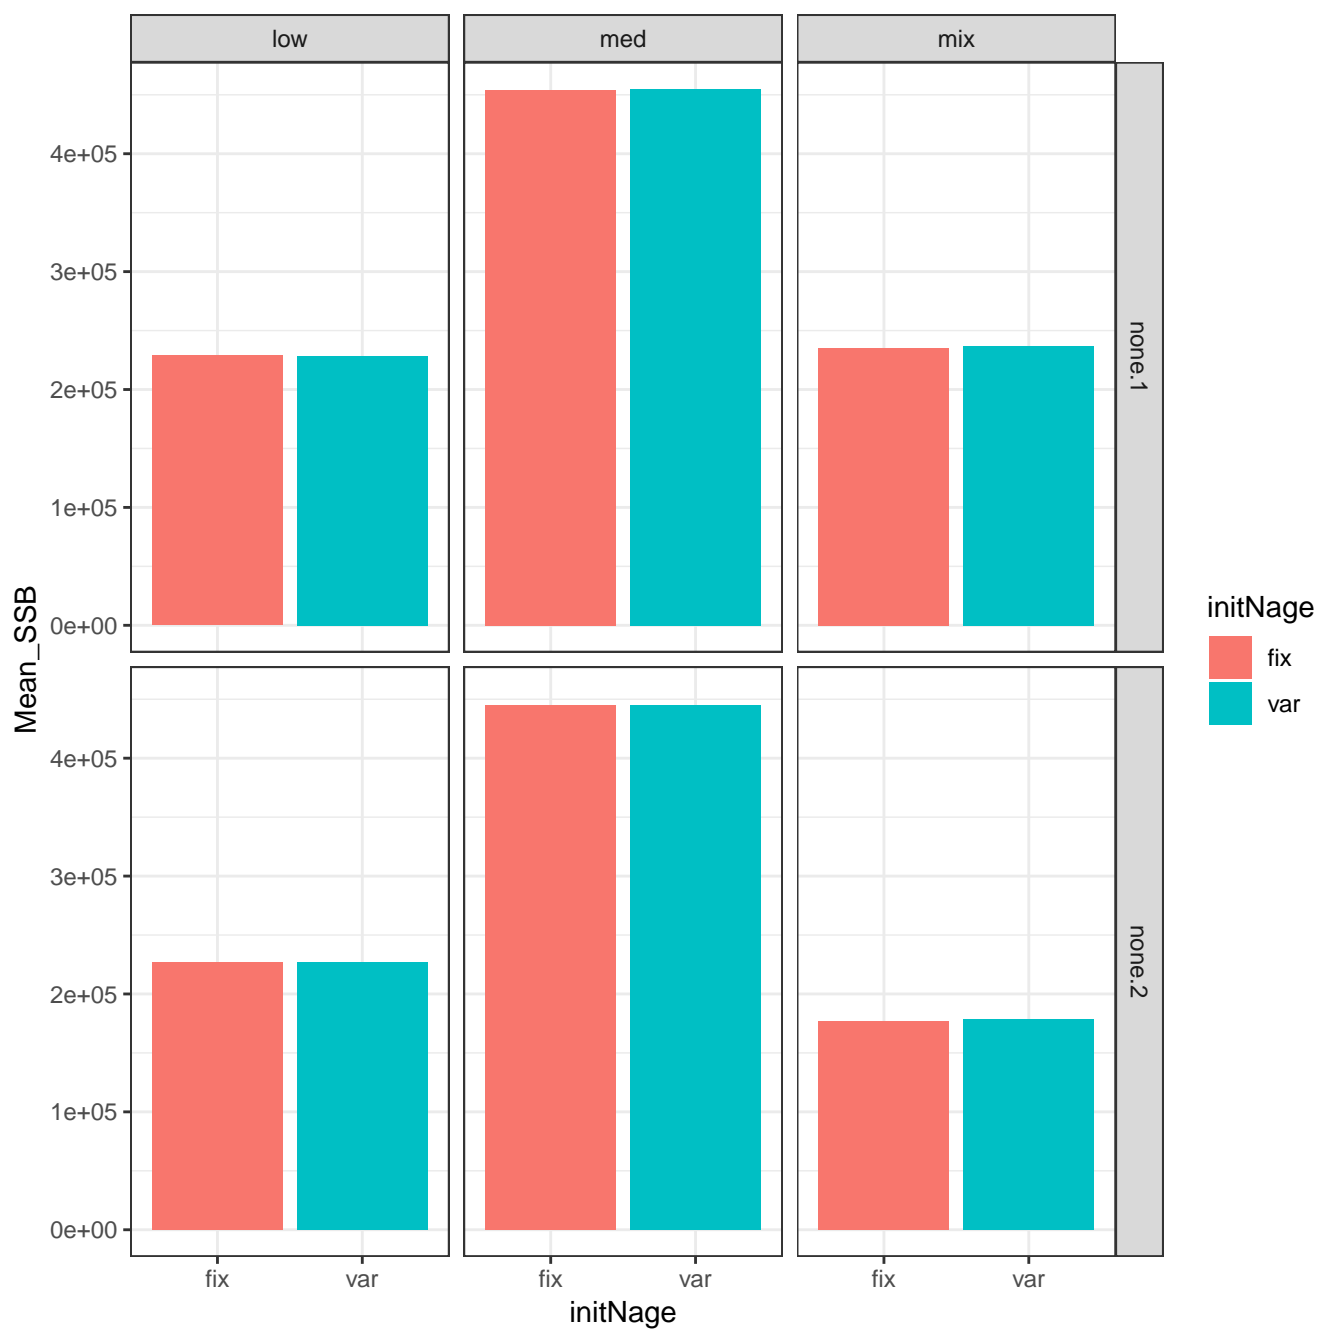 low med mix
4e+05
3e+05
2e+05
1e+05
0e+00
none.1
4e+05
3e+05
2e+05
1e+05
0e+00
none.2
Mean_SSB
fix var fix var fix var
initNage
initNage
fix
var